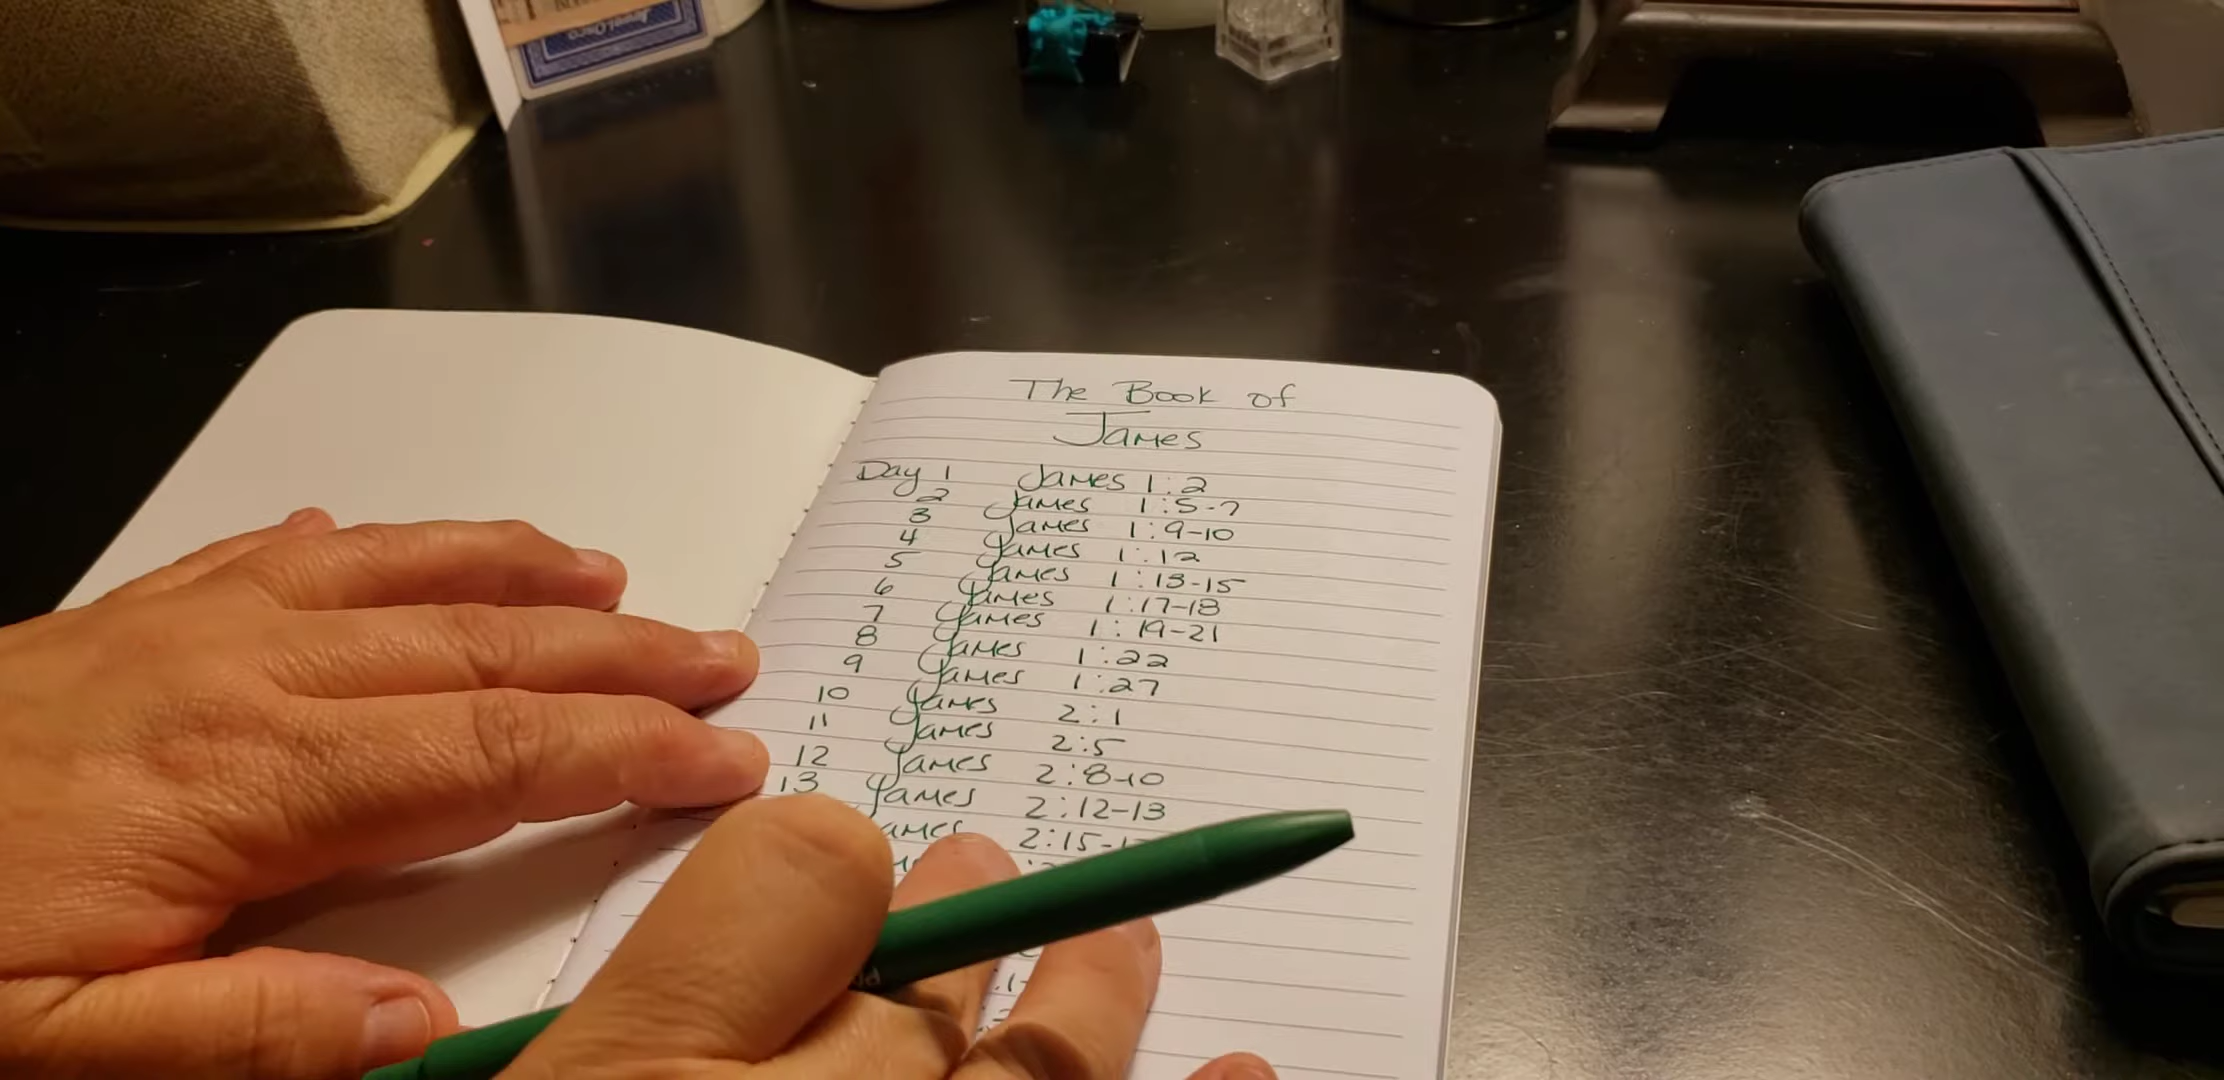 The Book of
James
Day 1 James 1:2
2 James 1:5-7
3 James 1:9-10
4 James 1:12
5 James 1:13-15
6 James 1:17-18
7 James 1:19-21
8 James 1:22
9 James 1:27
10 James 2:1
11 James 2:5
12 James 2:8-10
13 James 2:12-13
2:15-